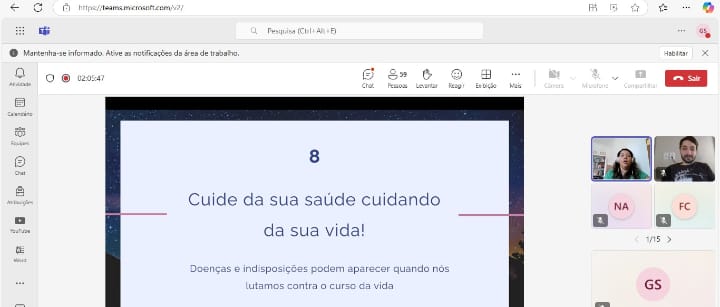 https://teams.microsoft.com/v2/
Pesquisa (Ctrl+Alt+E)
GS
Mantenha-se informado. Ative as notificações da área de trabalho.
Habilitar
02:05:47
59
Chat
Pessoas
Levantar
Reagir
Exibição
Mais
Câmera
Microfone
Compartilhar
Sair
Atividade
Calendário
Equipes
Chat
Atribuições
YouTube
Word
8
Cuide da sua saúde cuidando
da sua vida!
Doenças e indisposições podem aparecer quando nós
lutamos contra o curso da vida
NA
FC
1/15
GS